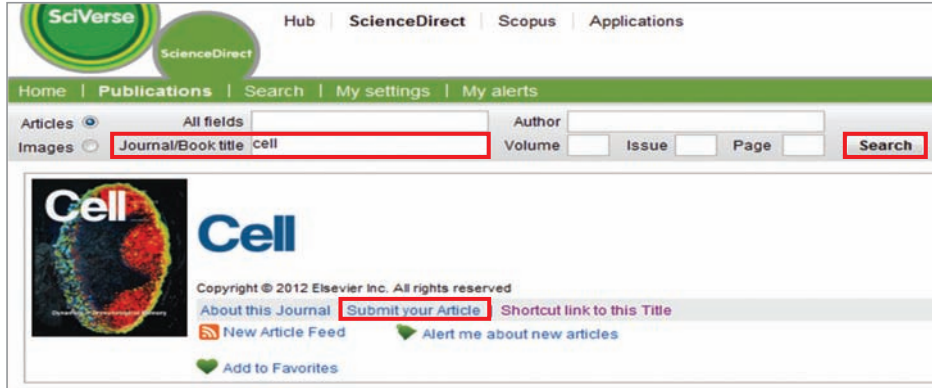 SciVerse
ScienceDirect
Hub | ScienceDirect | Scopus | Applications
Home | Publications | Search | My settings | My alerts
Articles All fields Author
Images Journal/Book title cell Volume Issue Page Search
Cell
Cell
Copyright © 2012 Elsevier Inc. All rights reserved
About this Journal Submit your Article Shortcut link to this Title
New Article Feed Alert me about new articles
Add to Favorites